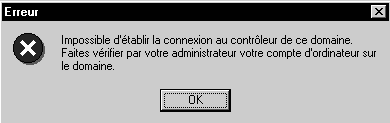 Erreur
Impossible d'établir la connexion au contrôleur de ce domaine.
Faites vérifier par votre administrateur votre compte d'ordinateur sur
le domaine.
OK